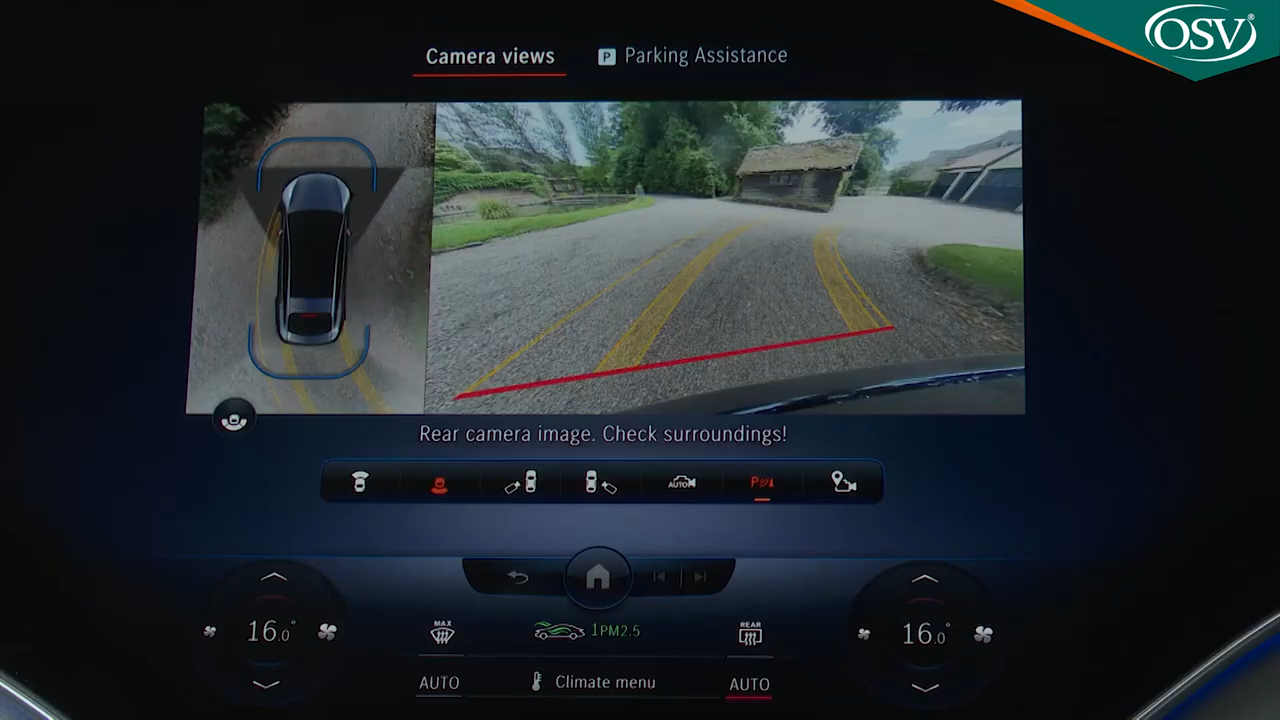 OSV®
Camera views
P Parking Assistance
Rear camera image. Check surroundings!
AUTO
P
16.0°
MAX
1PM2.5
REAR
16.0°
AUTO
Climate menu
AUTO